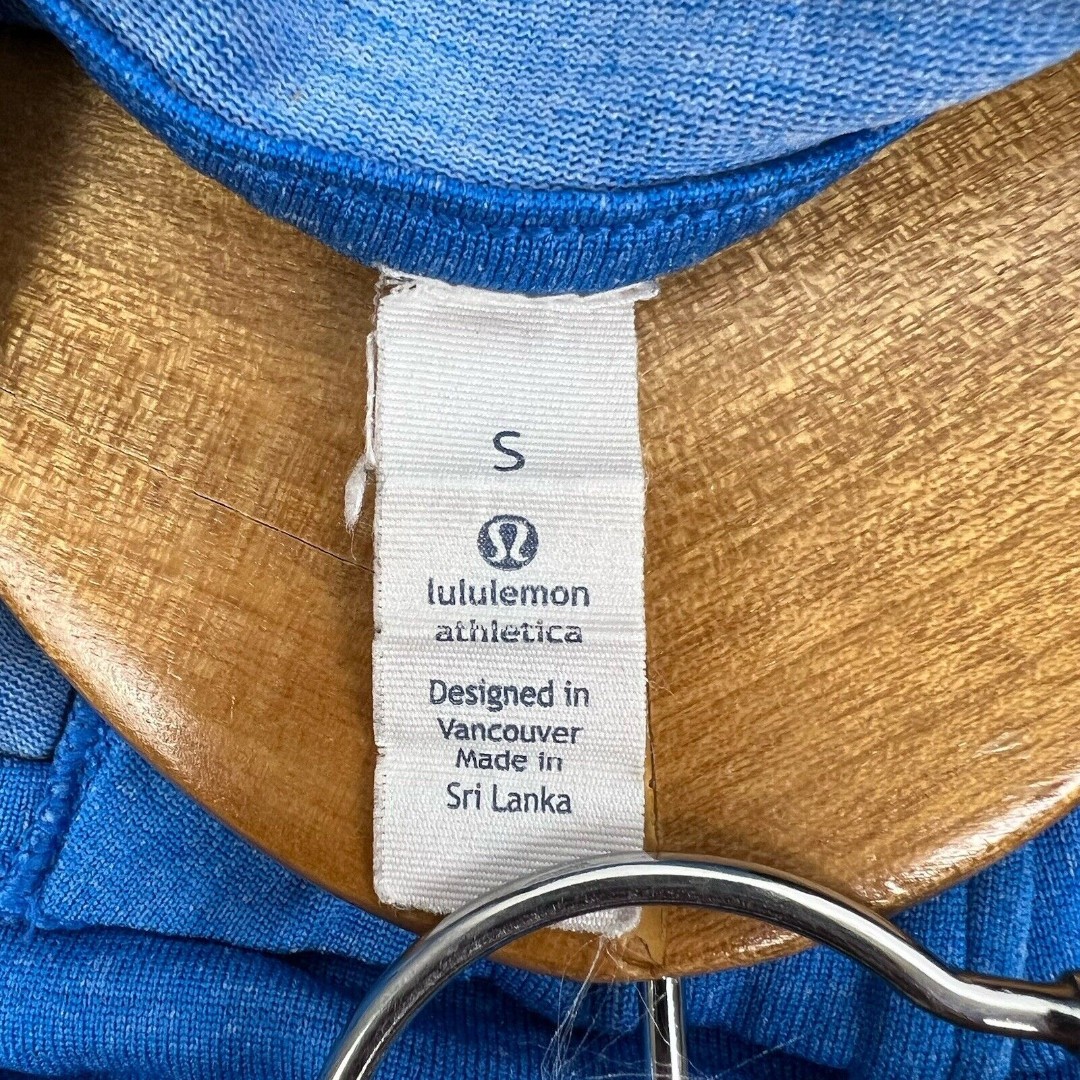 S
lululemon
athletica
Designed in
Vancouver
Made in
Sri Lanka